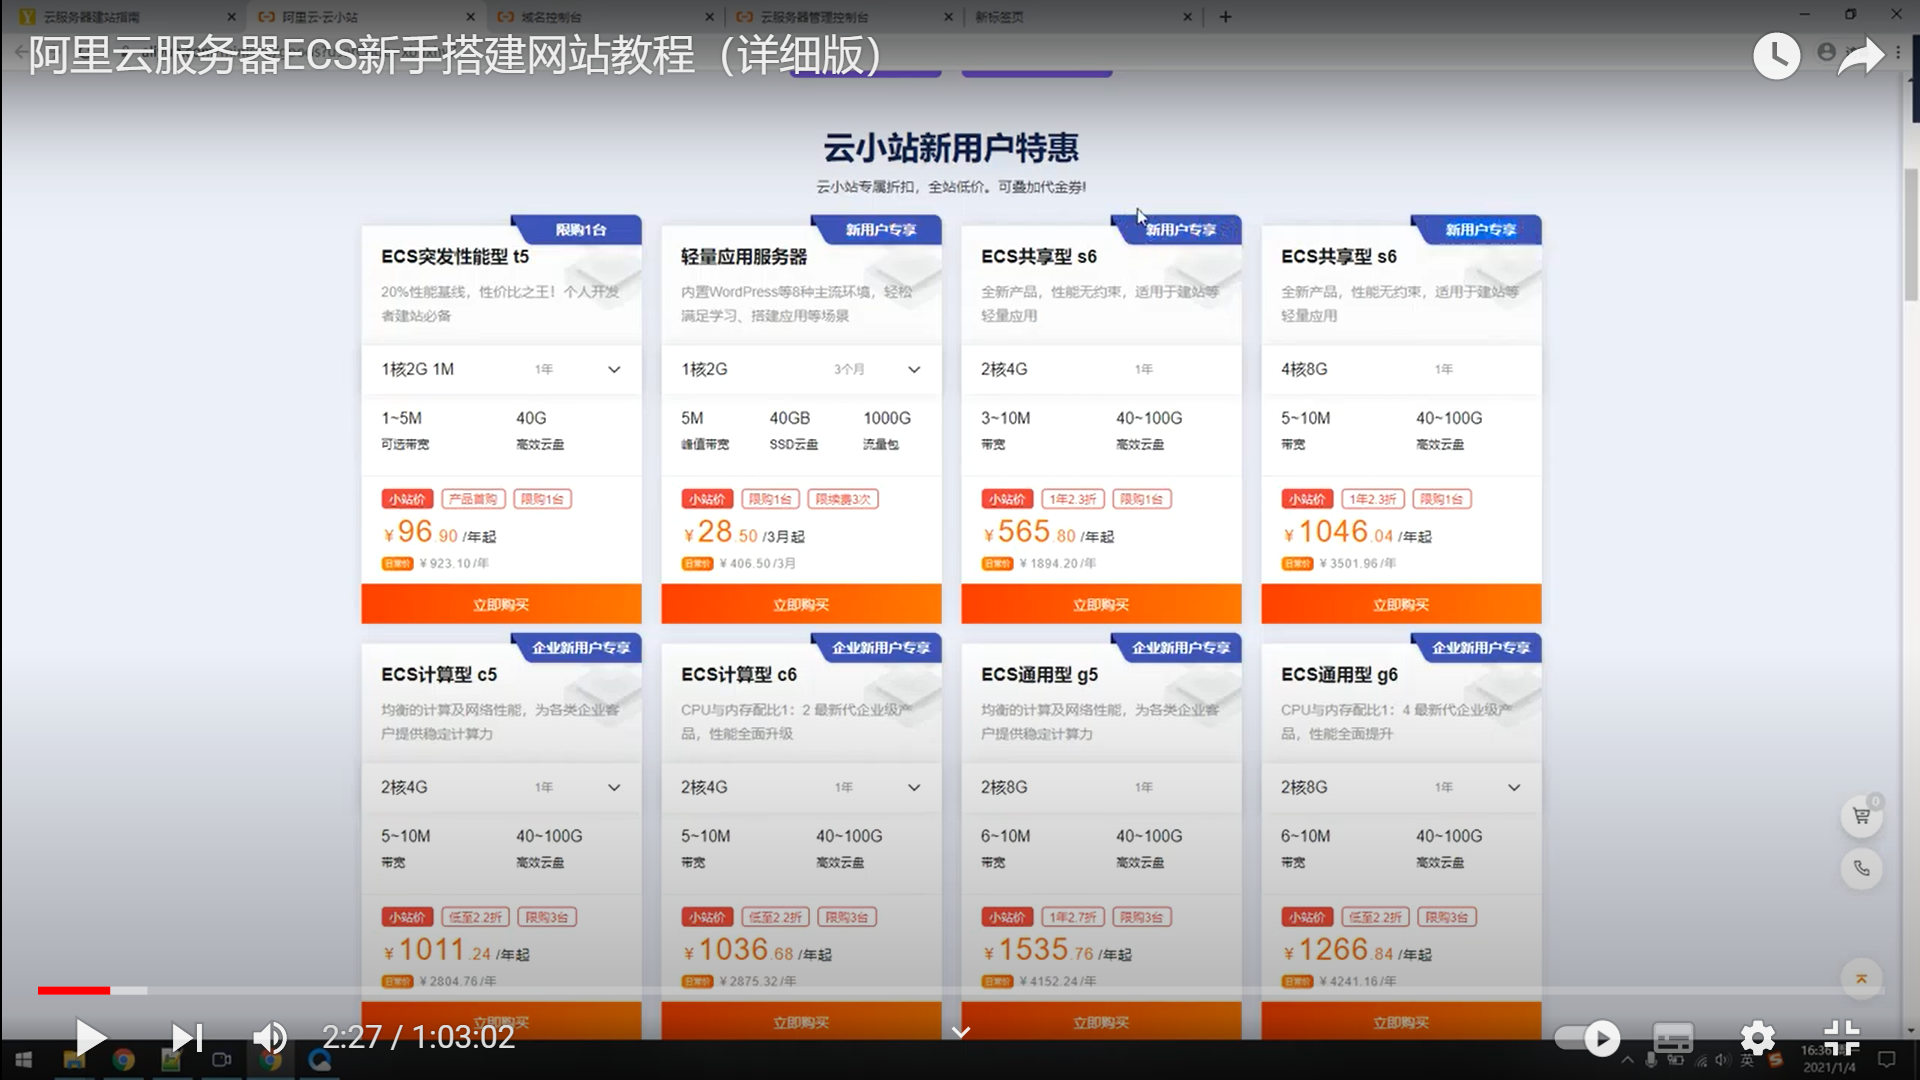 云服务器建站指南
阿里云-云小站
域名控制台
云服务器管理控制台
新标签页
阿里云服务器ECS新手搭建网站教程（详细版）
云小站新用户特惠
云小站专属折扣，全站低价。可叠加代金券!
限购1台
ECS突发性能型 t5
20%性能基线，性价比之王！个人开发
者建站必备
1核2G 1M 1年
1~5M 40G
可选带宽 高效云盘
小站价 产品首购 限购1台
¥96.90 /年起
日常价 ¥923.10/年
立即购买
新用户专享
轻量应用服务器
内置WordPress等8种主流环境，轻松
满足学习、搭建应用等场景
1核2G 3个月
5M 40GB 1000G
峰值带宽 SSD云盘 流量包
小站价 限购1台 限续费3次
¥28.50 /3月起
日常价 ¥406.50/3月
立即购买
新用户专享
ECS共享型 s6
全新产品，性能无约束，适用于建站等
轻量应用
2核4G 1年
3~10M 40~100G
带宽 高效云盘
小站价 1年2.3折 限购1台
¥565.80 /年起
日常价 ¥1894.20/年
立即购买
新用户专享
ECS共享型 s6
全新产品，性能无约束，适用于建站等
轻量应用
4核8G 1年
5~10M 40~100G
带宽 高效云盘
小站价 1年2.3折 限购1台
¥1046.04 /年起
日常价 ¥3501.96/年
立即购买
企业新用户专享
ECS计算型 c5
均衡的计算及网络性能，为各类企业客
户提供稳定计算力
2核4G 1年
5~10M 40~100G
带宽 高效云盘
小站价 低至2.2折 限购3台
¥1011.24 /年起
日常价 ¥2804.76/年
立即购买
企业新用户专享
ECS计算型 c6
CPU与内存配比1：2 最新代企业级产
品，性能全面升级
2核4G 1年
5~10M 40~100G
带宽 高效云盘
小站价 低至2.2折 限购3台
¥1036.68 /年起
日常价 ¥2875.32/年
立即购买
企业新用户专享
ECS通用型 g5
均衡的计算及网络性能，为各类企业客
户提供稳定计算力
2核8G 1年
6~10M 40~100G
带宽 高效云盘
小站价 1年2.7折 限购3台
¥1535.76 /年起
日常价 ¥4152.24/年
立即购买
企业新用户专享
ECS通用型 g6
CPU与内存配比1：4 最新代企业级产
品，性能全面提升
2核8G 1年
6~10M 40~100G
带宽 高效云盘
小站价 低至2.2折 限购3台
¥1266.84 /年起
日常价 ¥4241.16/年
立即购买
0
2:27 / 1:03:02
英
16:36
2021/1/4